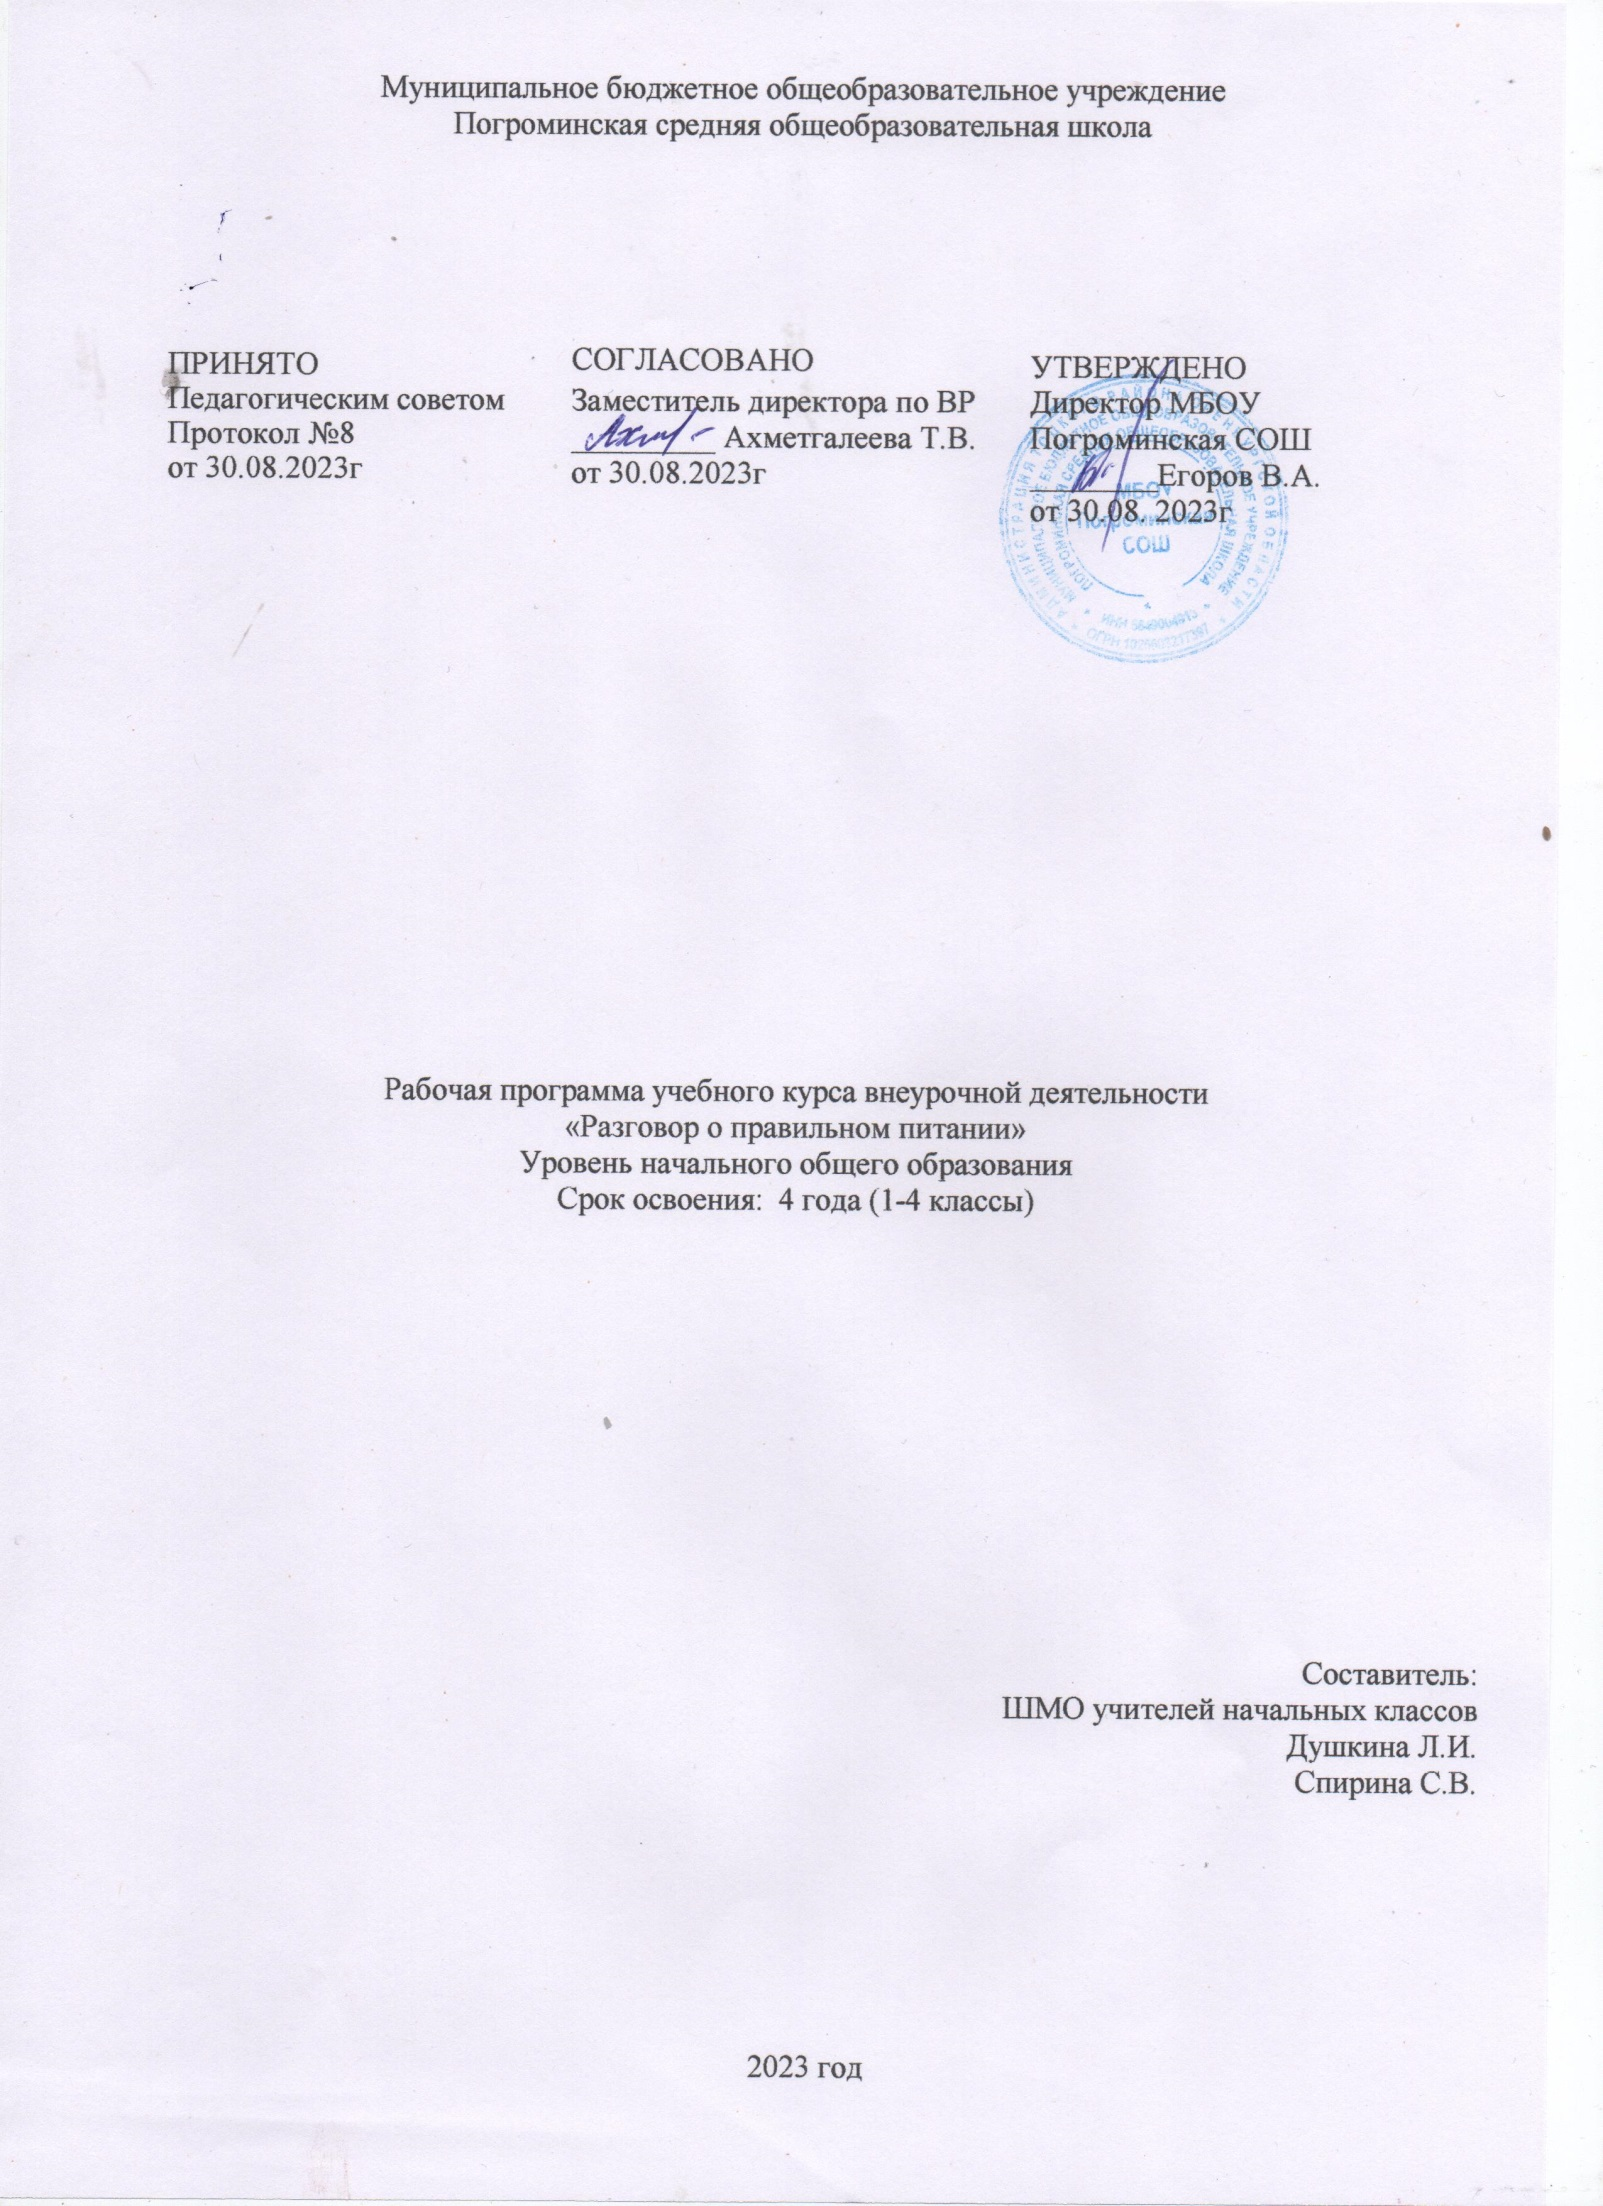 Муниципальное бюджетное общеобразовательное учреждение
Погроминская средняя общеобразовательная школа
ПРИНЯТО
Педагогическим советом
Протокол №8
от 30.08.2023г
СОГЛАСОВАНО
Заместитель директора по ВР
Ахметгалеева Т.В.
от 30.08.2023г
УТВЕРЖДЕНО
Директор МБОУ
Погроминская СОШ
Егоров В.А.
от 30.08. 2023г
МБОУ
Погроминская
СОШ
Рабочая программа учебного курса внеурочной деятельности
«Разговор о правильном питании»
Уровень начального общего образования
Срок освоения:  4 года (1-4 классы)
Составитель:
ШМО учителей начальных классов
Душкина Л.И.
Спирина С.В.
2023 год